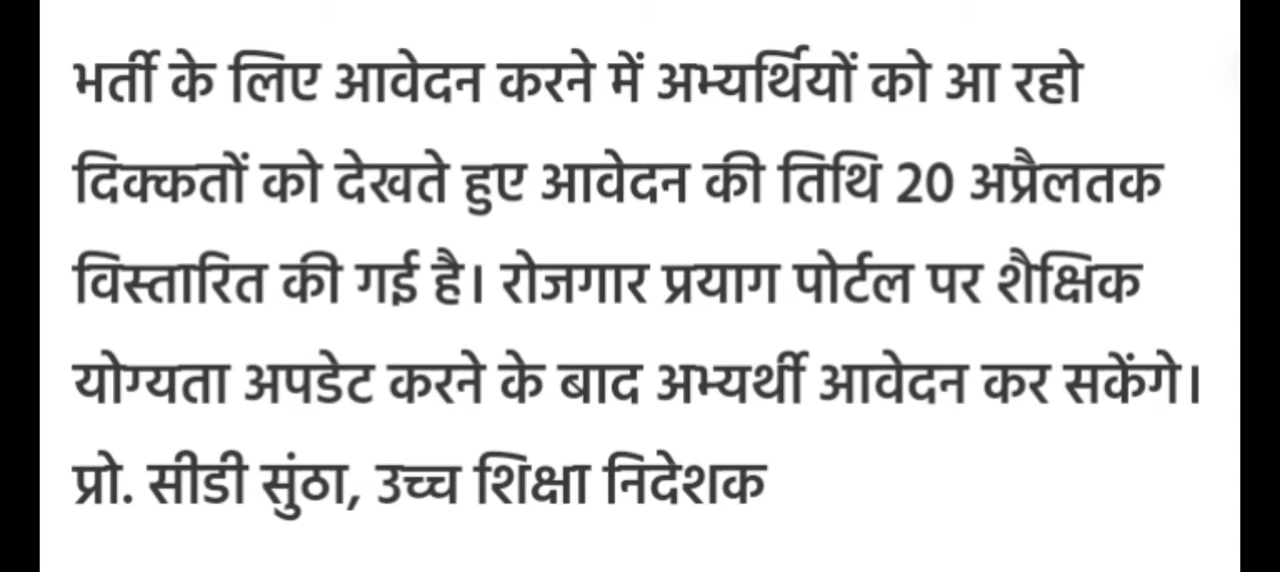 भर्ती के लिए आवेदन करने में अभ्यर्थियों को आ रहो
दिक्कतों को देखते हुए आवेदन की तिथि 20 अप्रैलतक
विस्तारित की गई है। रोजगार प्रयाग पोर्टल पर शैक्षिक
योग्यता अपडेट करने के बाद अभ्यर्थी आवेदन कर सकेंगे।
प्रो. सीडी सुंठा, उच्च शिक्षा निदेशक